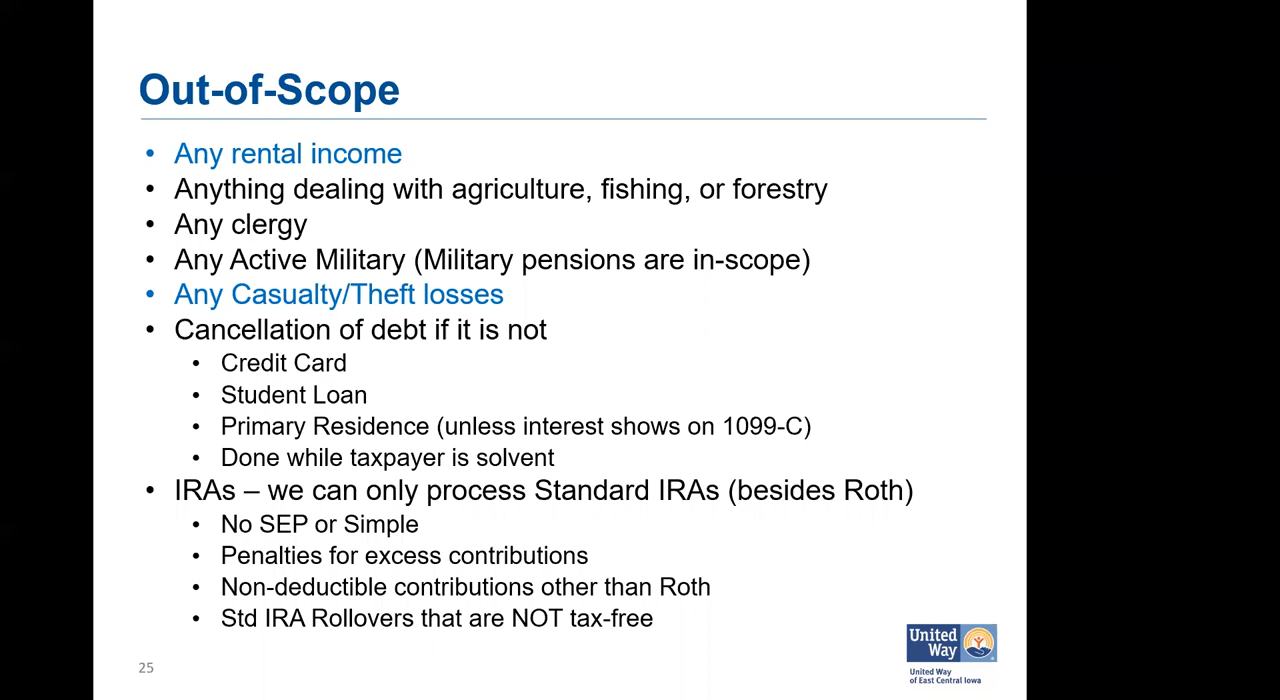 Out-of-Scope
• Any rental income
• Anything dealing with agriculture, fishing, or forestry
• Any clergy
• Any Active Military (Military pensions are in-scope)
• Any Casualty/Theft losses
• Cancellation of debt if it is not
• Credit Card
• Student Loan
• Primary Residence (unless interest shows on 1099-C)
• Done while taxpayer is solvent
• IRAs – we can only process Standard IRAs (besides Roth)
• No SEP or Simple
• Penalties for excess contributions
• Non-deductible contributions other than Roth
• Std IRA Rollovers that are NOT tax-free
25
United
Way
United Way
of East Central Iowa